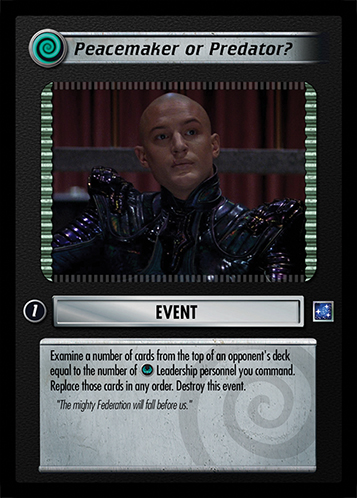 Peacemaker or Predator?
1
EVENT
Examine a number of cards from the top of an opponent's deck
equal to the number of Leadership personnel you command.
Replace those cards in any order. Destroy this event.
"The mighty Federation will fall before us."